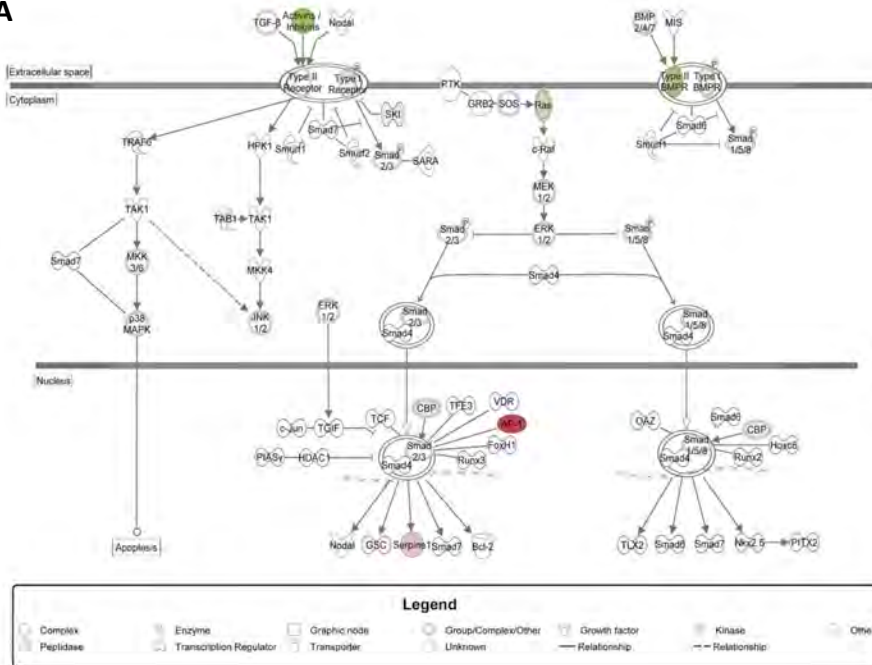 A
TGF-β
Activins /
Inhibins
Nodal
BMP
2/4/7
MIS
Extracellular space
Cytoplasm
Type II
Receptor
Type I
Receptor
PTK
GRB2
SOS
Ras
Type II
BMPR
Type I
BMPR
TRAF6
HPK1
Smurf1
Smad7
Smurf2
Smad
2/3
SKI
SARA
c-Raf
Smurf1
Smad6
Smad
1/5/8
TAK1
TAB1
TAK1
MEK
1/2
Smad
2/3
ERK
1/2
Smad
1/5/8
Smad7
MKK
3/6
MKK4
Smad4
p38
MAPK
JNK
1/2
ERK
1/2
Smad
2/3
Smad4
Smad
1/5/8
Smad4
Nucleus
c-Jun
TGIF
TCF
CBP
TFE3
VDR
AP-1
FoxH1
Runx3
PIASγ
HDAC1
Smad
2/3
Smad4
OAZ
Smad6
CBP
Hoxc8
Runx2
Smad
1/5/8
Smad4
Apoptosis
Nodal
GSC
Serpine1
Smad7
Bcl-2
TLX2
Smad6
Smad7
Nkx2.5
PITX2
Legend
Complex
Enzyme
Graphic node
Group/Complex/Other
Growth factor
Kinase
Peptidase
Transcription Regulator
Transporter
Unknown
Relationship
Relationship